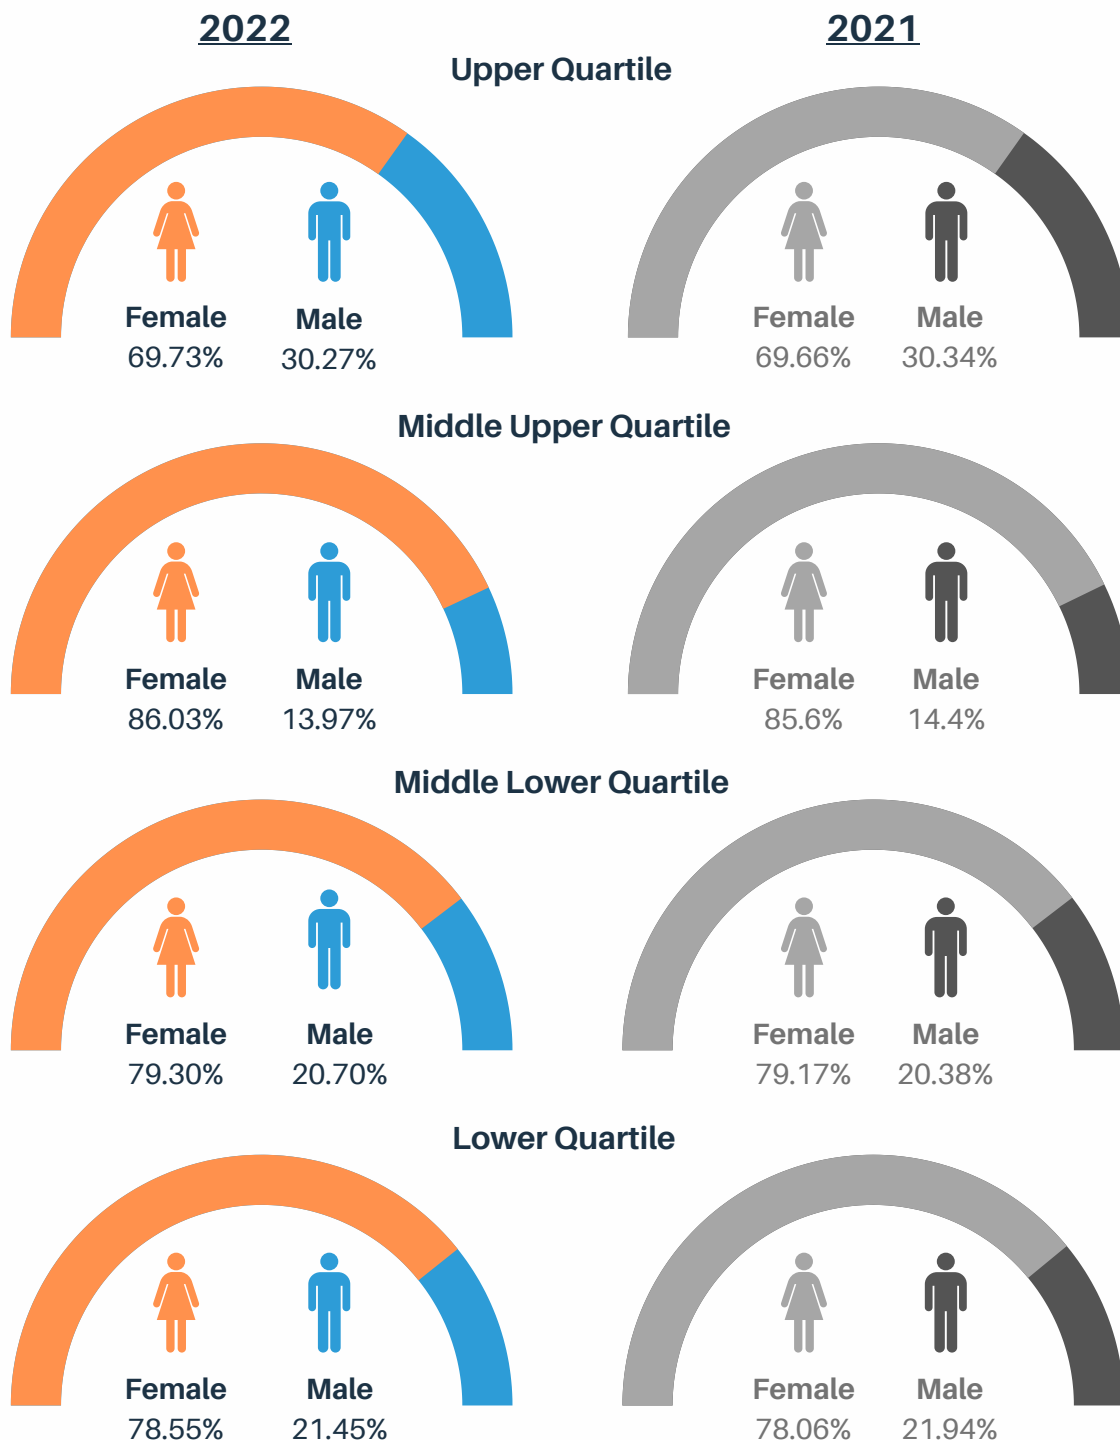 2022 2021
Upper Quartile
Female Male Female Male
69.73% 30.27% 69.66% 30.34%
Middle Upper Quartile
Female Male Female Male
86.03% 13.97% 85.6% 14.4%
Middle Lower Quartile
Female Male Female Male
79.30% 20.70% 79.17% 20.38%
Lower Quartile
Female Male Female Male
78.55% 21.45% 78.06% 21.94%